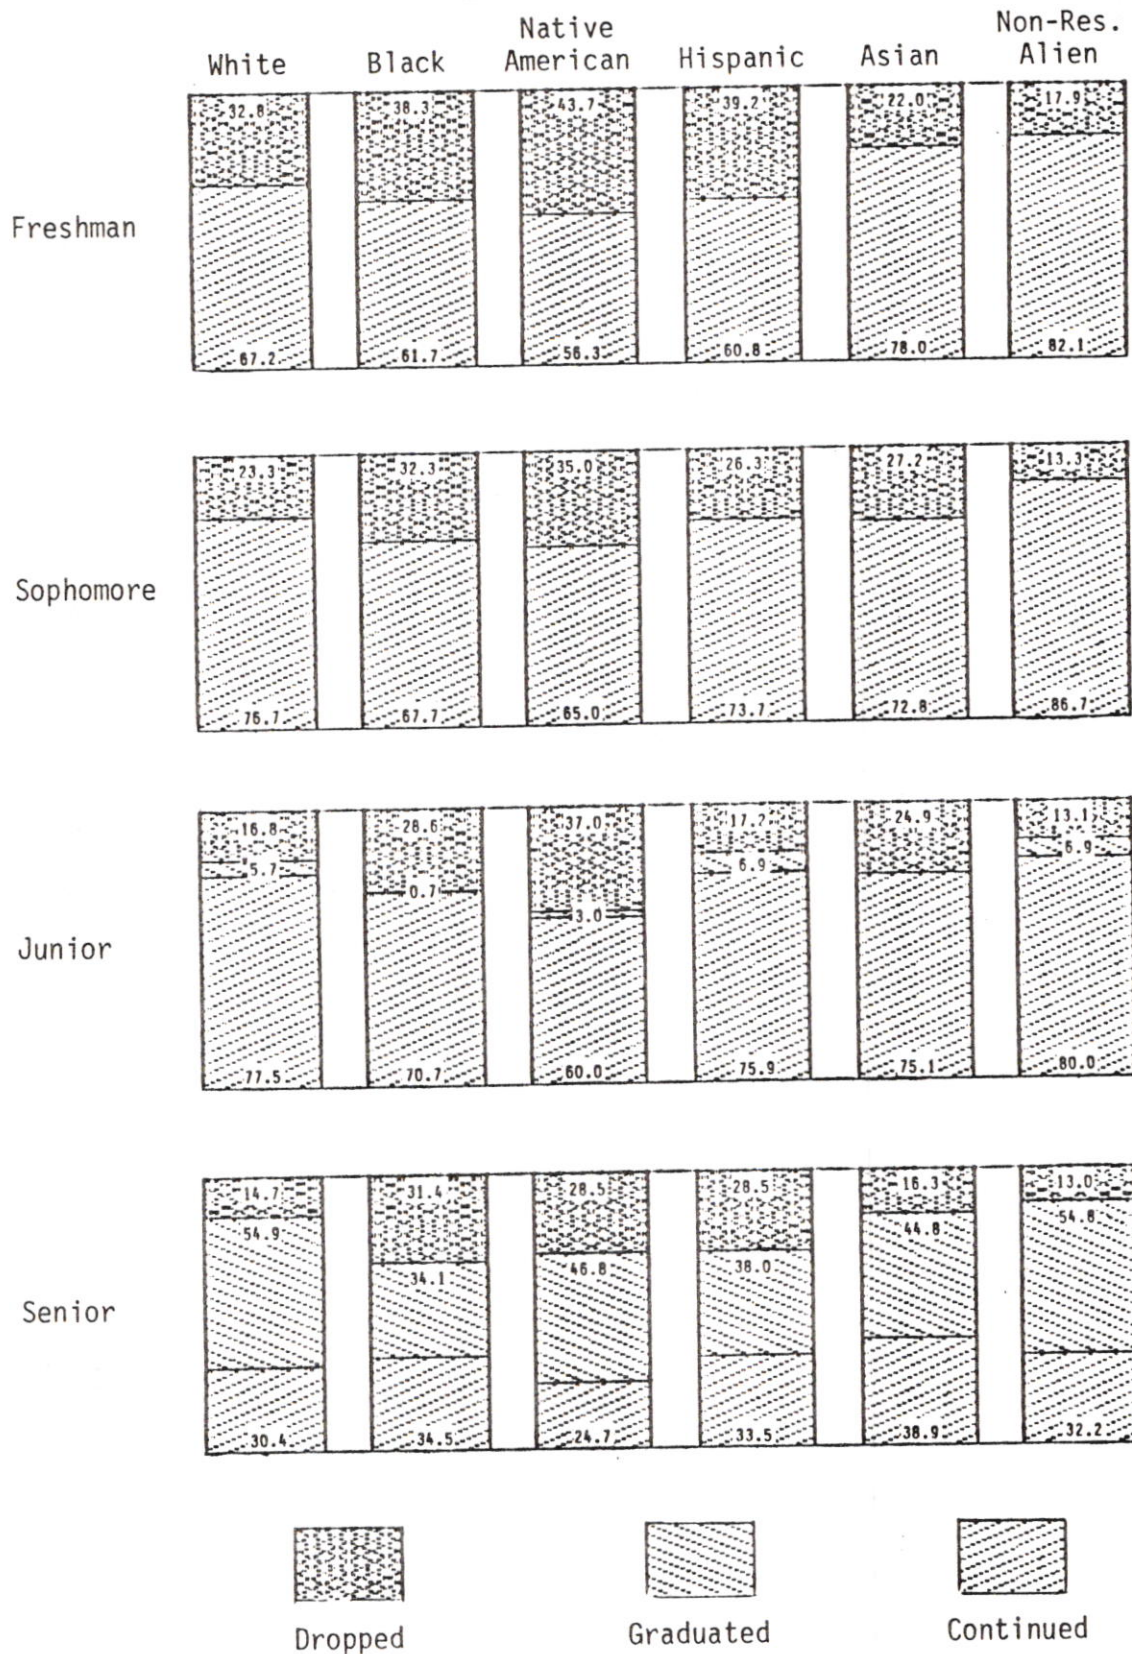 White Black Native American Hispanic Asian Non-Res. Alien
32.8 38.3 43.7 39.2 22.0 17.9
Freshman
67.2 61.7 56.3 60.8 78.0 82.1
23.3 32.3 35.0 26.3 27.2 13.3
Sophomore
76.7 67.7 65.0 73.7 72.8 86.7
16.8 28.6 37.0 17.2 24.9 13.1
5.7 0.7 3.0 6.9 6.9
Junior
77.5 70.7 60.0 75.9 75.1 80.0
14.7 31.4 28.5 28.5 16.3 13.0
54.9 34.1 46.8 38.0 44.8 54.8
Senior
30.4 34.5 24.7 33.5 38.9 32.2
Dropped Graduated Continued